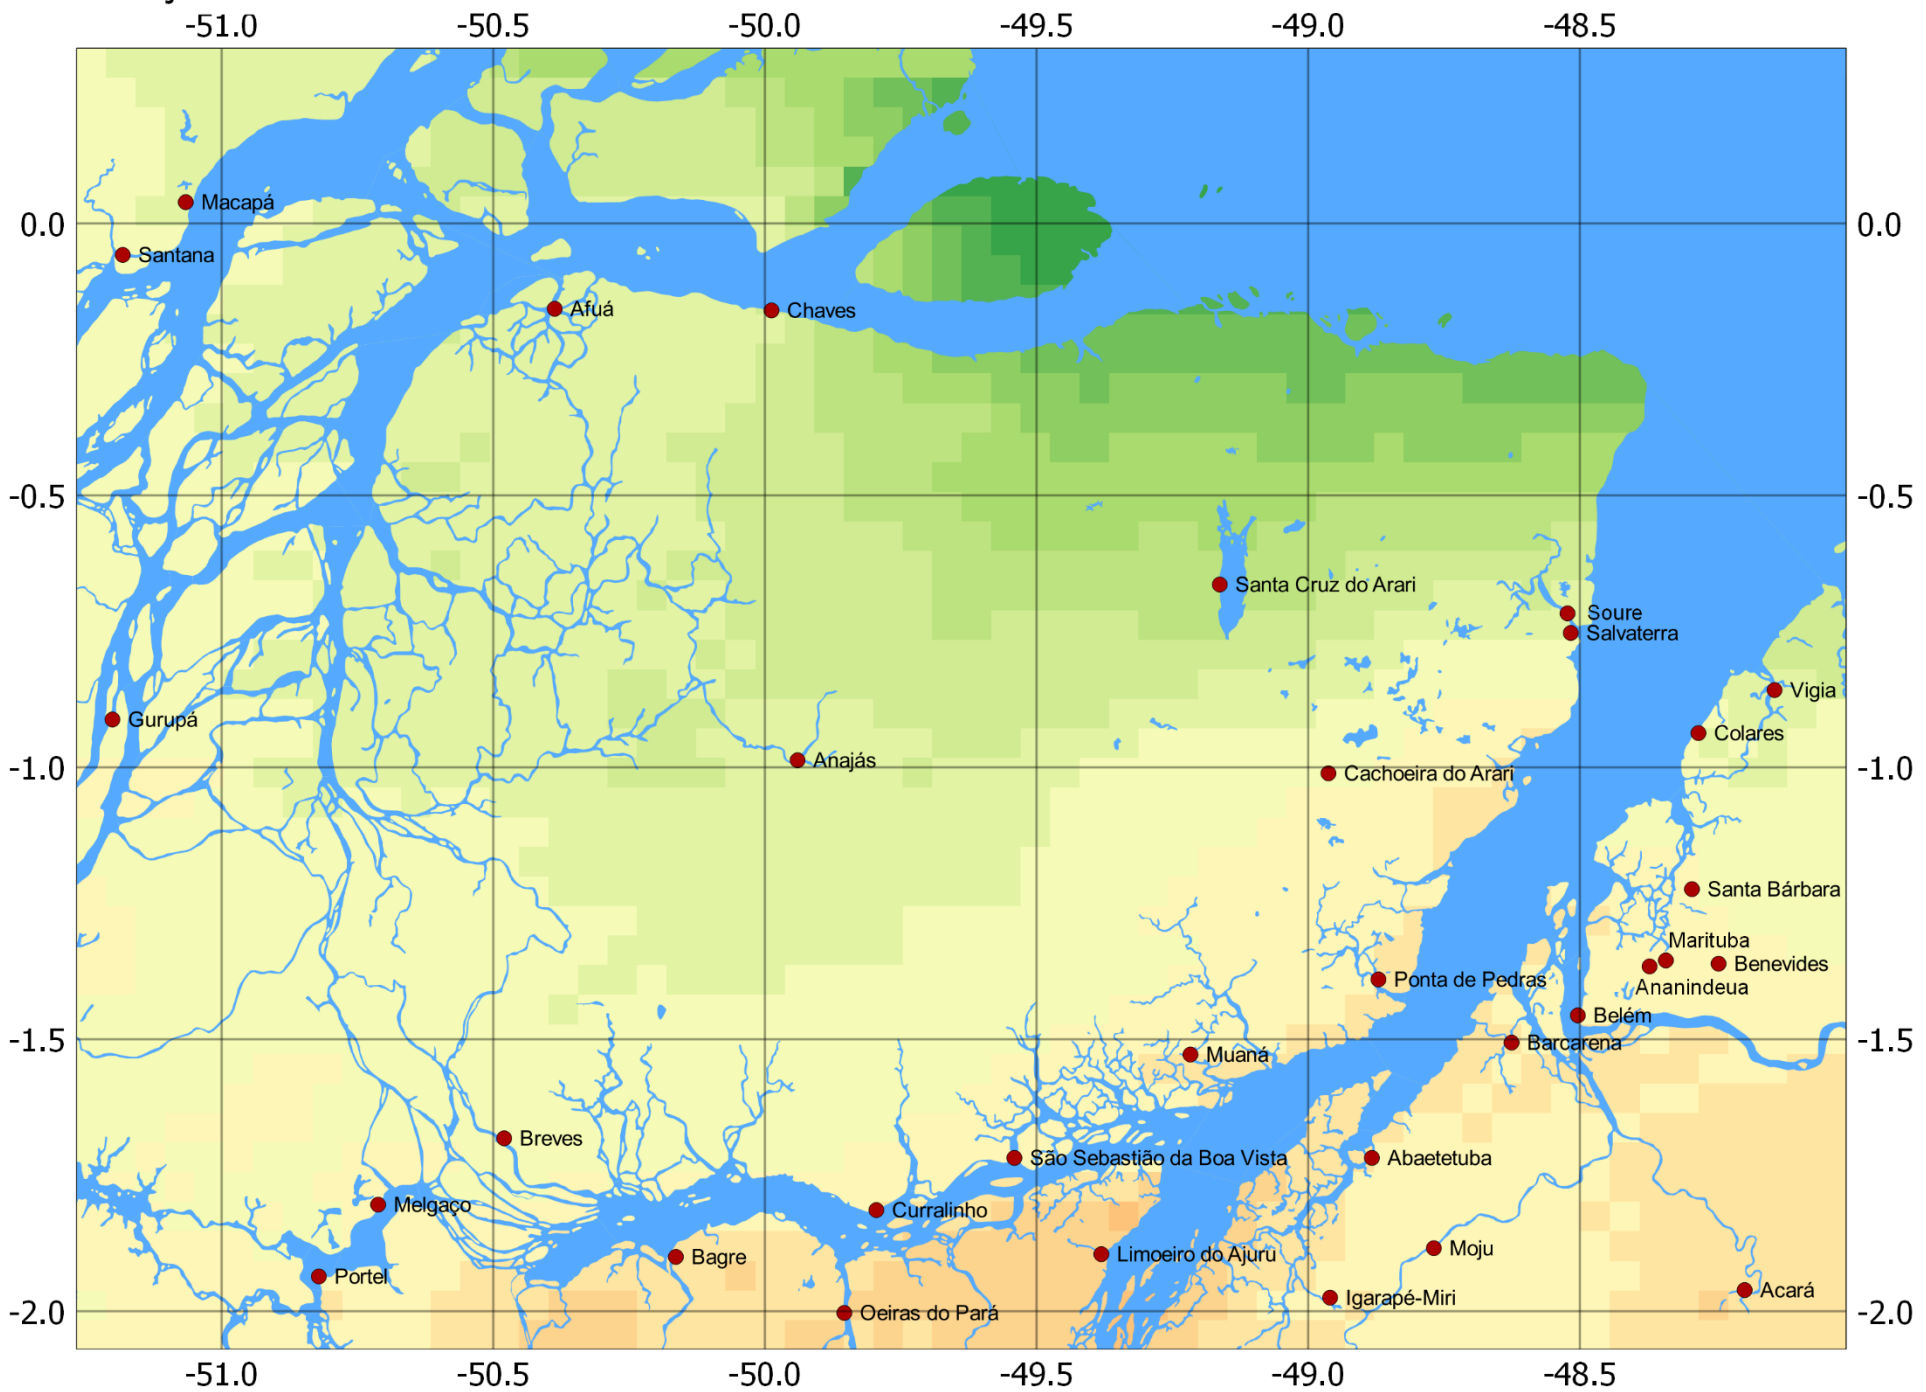 -51.0 -50.5 -50.0 -49.5 -49.0 -48.5
Macapá
0.0 0.0
Santana
Afuá
Chaves
-0.5 -0.5
Santa Cruz do Arari
Soure
Salvaterra
Vigia
Gurupá
Colares
Anajás
-1.0 -1.0
Cachoeira do Arari
Santa Bárbara
Marituba
Benevides
Ponta de Pedras
Ananindeua
Belém
-1.5 -1.5
Barcarena
Muaná
Breves
São Sebastião da Boa Vista
Abaetetuba
Melgaço
Curralinho
Moju
Limoeiro do Ajuru
Bagre
Portel
Acará
Igarapé-Miri
-2.0 -2.0
Oeiras do Pará
-51.0 -50.5 -50.0 -49.5 -49.0 -48.5